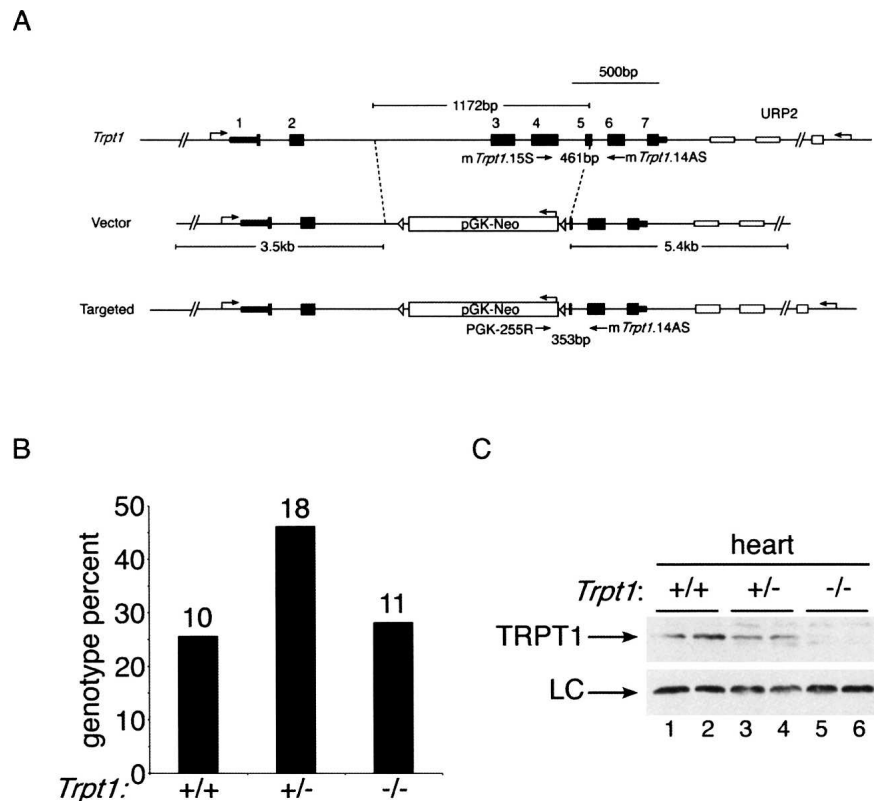 A
500bp
1172bp
URP2
1 2 3 4 5 6 7
Trpt1
mTrpt1.15S 461bp mTrpt1.14AS
Vector
pGK-Neo
3.5kb 5.4kb
Targeted
pGK-Neo
PGK-255R mTrpt1.14AS
353bp
B
genotype percent
50
40
30
20
10
0
10
18
11
Trpt1: +/+ +/- -/-
C
heart
Trpt1: +/+ +/- -/-
TRPT1
LC
1 2 3 4 5 6